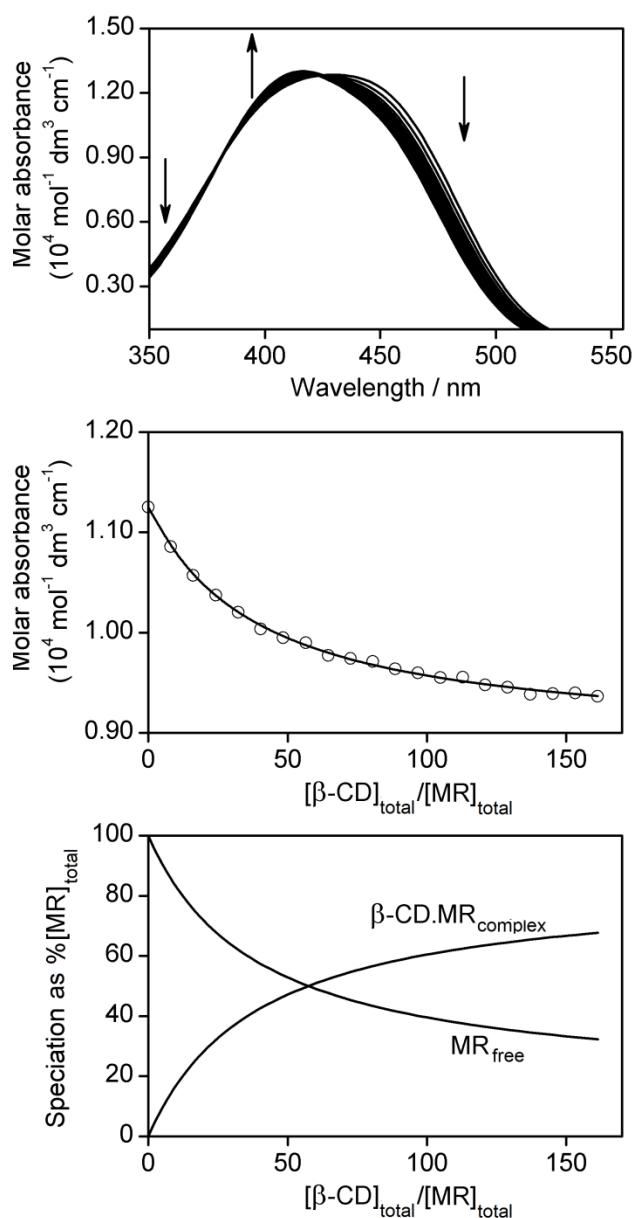 Molar absorbance
(10⁴ mol⁻¹ dm³ cm⁻¹)
1.50
1.20
0.90
0.60
0.30
350 400 450 500 550
Wavelength / nm
Molar absorbance
(10⁴ mol⁻¹ dm³ cm⁻¹)
1.20
1.10
1.00
0.90
0 50 100 150
[β-CD]total/[MR]total
Speciation as %[MR]total
100
80
60
40
20
0
β-CD.MRcomplex
MRfree
0 50 100 150
[β-CD]total/[MR]total